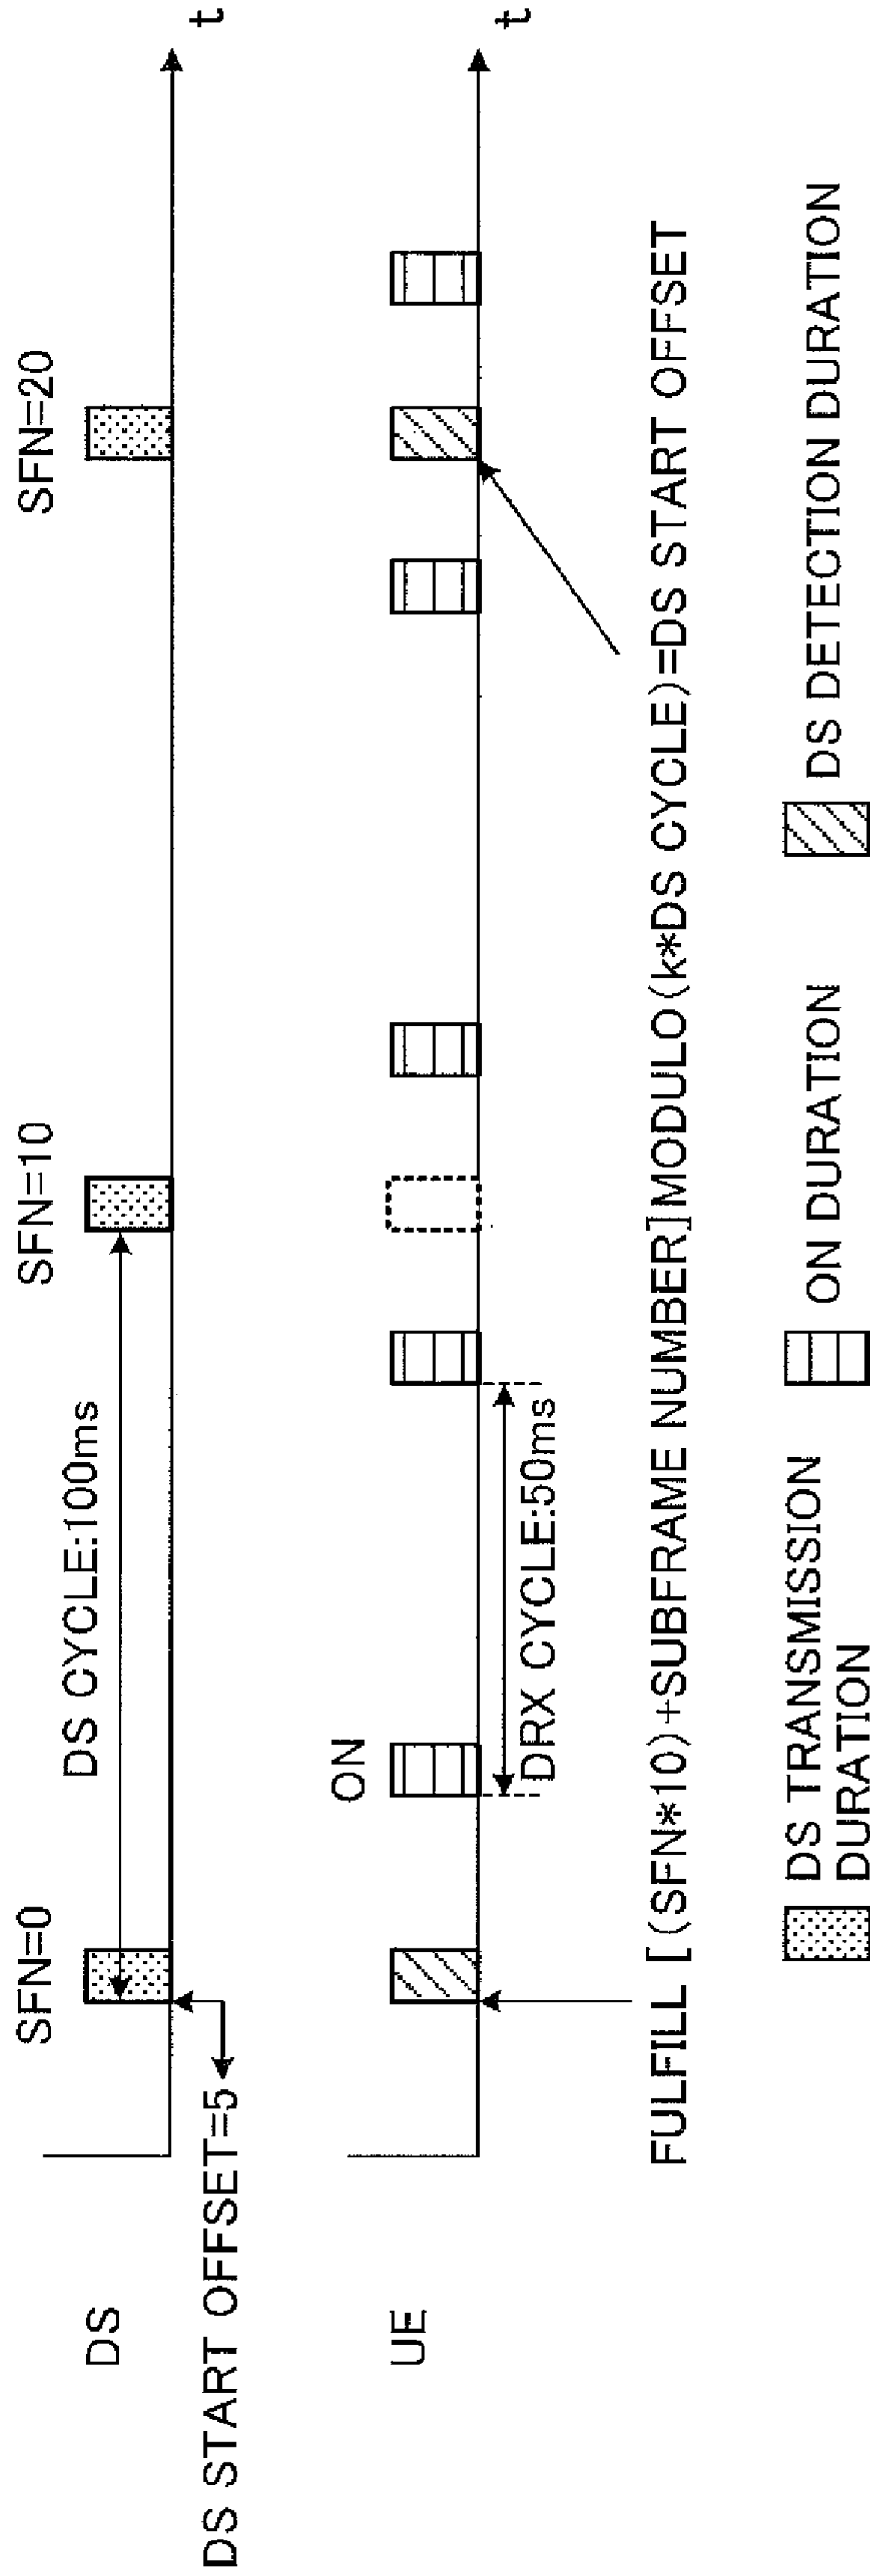 SFN=0
SFN=10
SFN=20
DS
DS CYCLE:100ms
t
DS START OFFSET=5
ON
UE
t
DRX CYCLE:50ms
FULFILL [(SFN*10)+SUBFRAME NUMBER]MODULO(k*DS CYCLE)=DS START OFFSET
DS TRANSMISSION
DURATION
ON DURATION
DS DETECTION DURATION